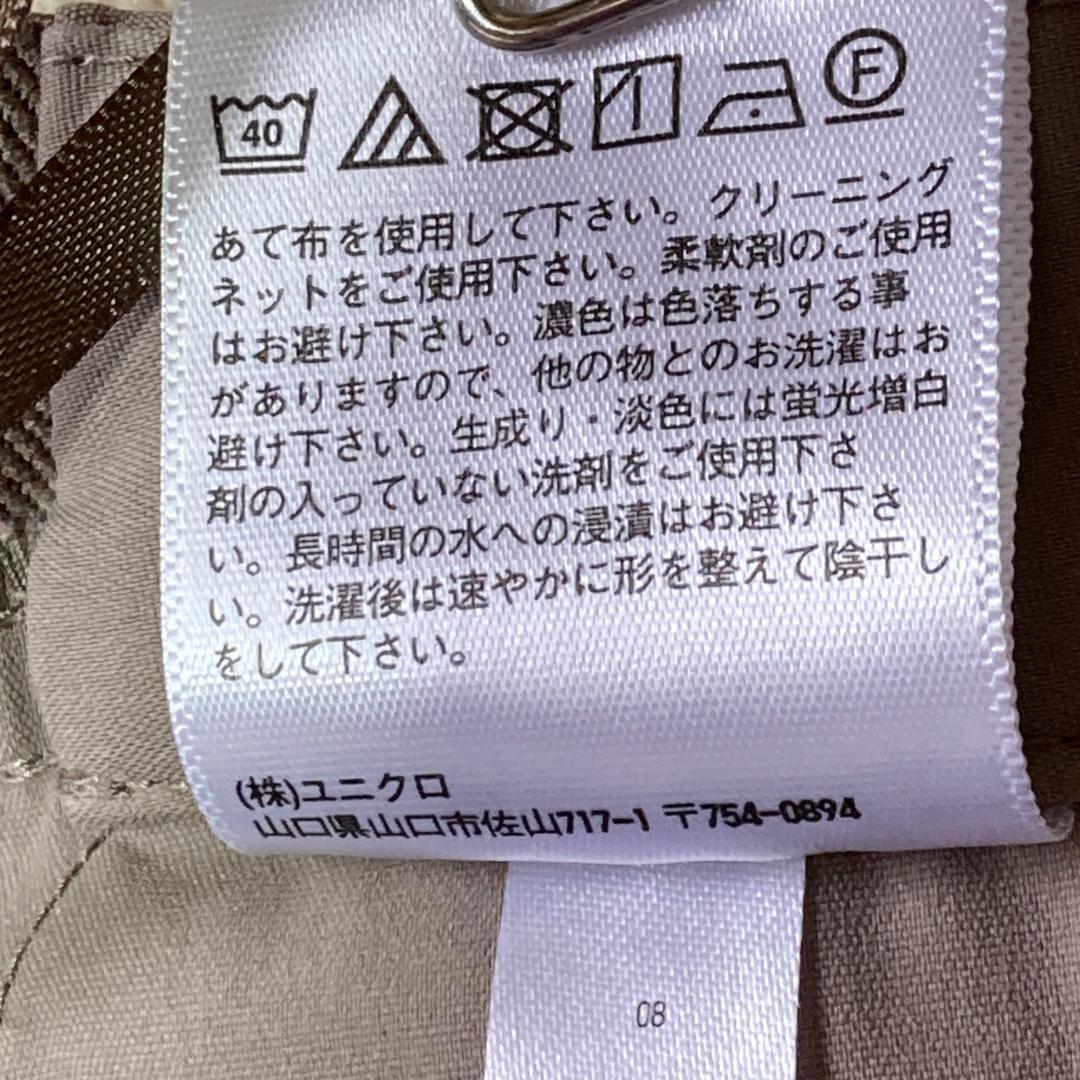 40
F
あて布を使用して下さい。クリーニング
ネットをご使用下さい。柔軟剤のご使用
はお避け下さい。濃色は色落ちする事
がありますので、他の物とのお洗濯はお
避け下さい。生成り・淡色には蛍光増白
剤の入っていない洗剤をご使用下さ
い。長時間の水への浸漬はお避け下さ
い。洗濯後は速やかに形を整えて陰干し
をして下さい。
(株)ユニクロ
山口県山口市佐山717-1 〒754-0894
08